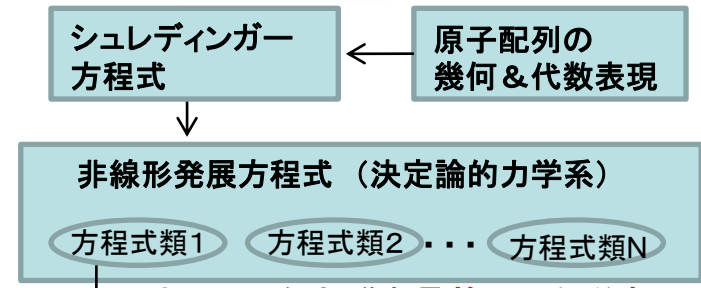 シュレディンガー
方程式
原子配列の
幾何&代数表現
非線形発展方程式 (決定論的力学系)
方程式類1 方程式類2 ・・・ 方程式類N